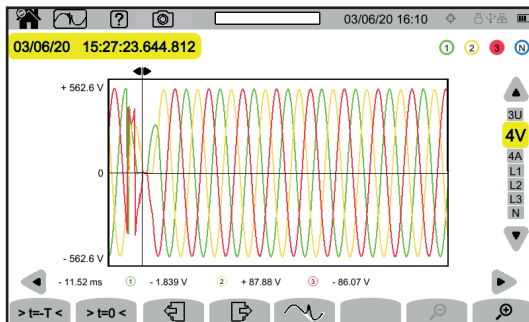 ? 03/06/20 16:10
03/06/20 15:27:23.644.812 1 2 3 N
+ 562.6 V
3U
4V
4A
L1
L2
L3
N
0
- 562.6 V
- 11.52 ms 1 - 1.839 V 2 + 87.88 V 3 - 86.07 V
> t=-T < > t=0 <